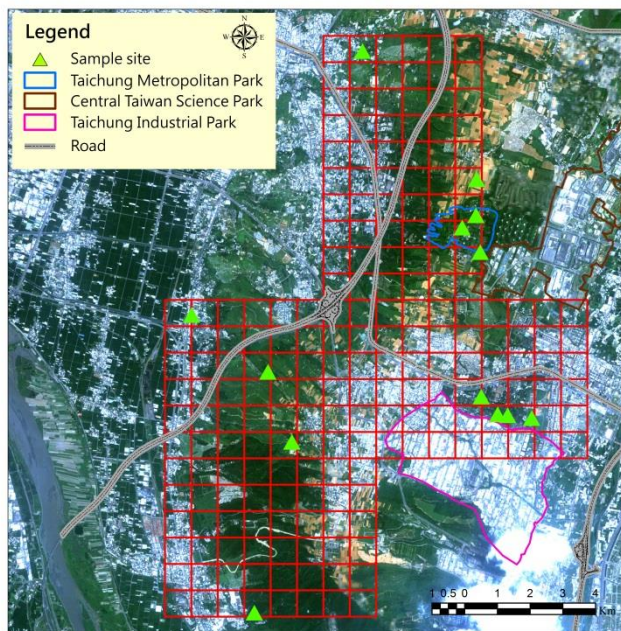 Legend
N
W E
S
Sample site
Taichung Metropolitan Park
Central Taiwan Science Park
Taichung Industrial Park
Road
1 0.5 0 1 2 3 4
Km